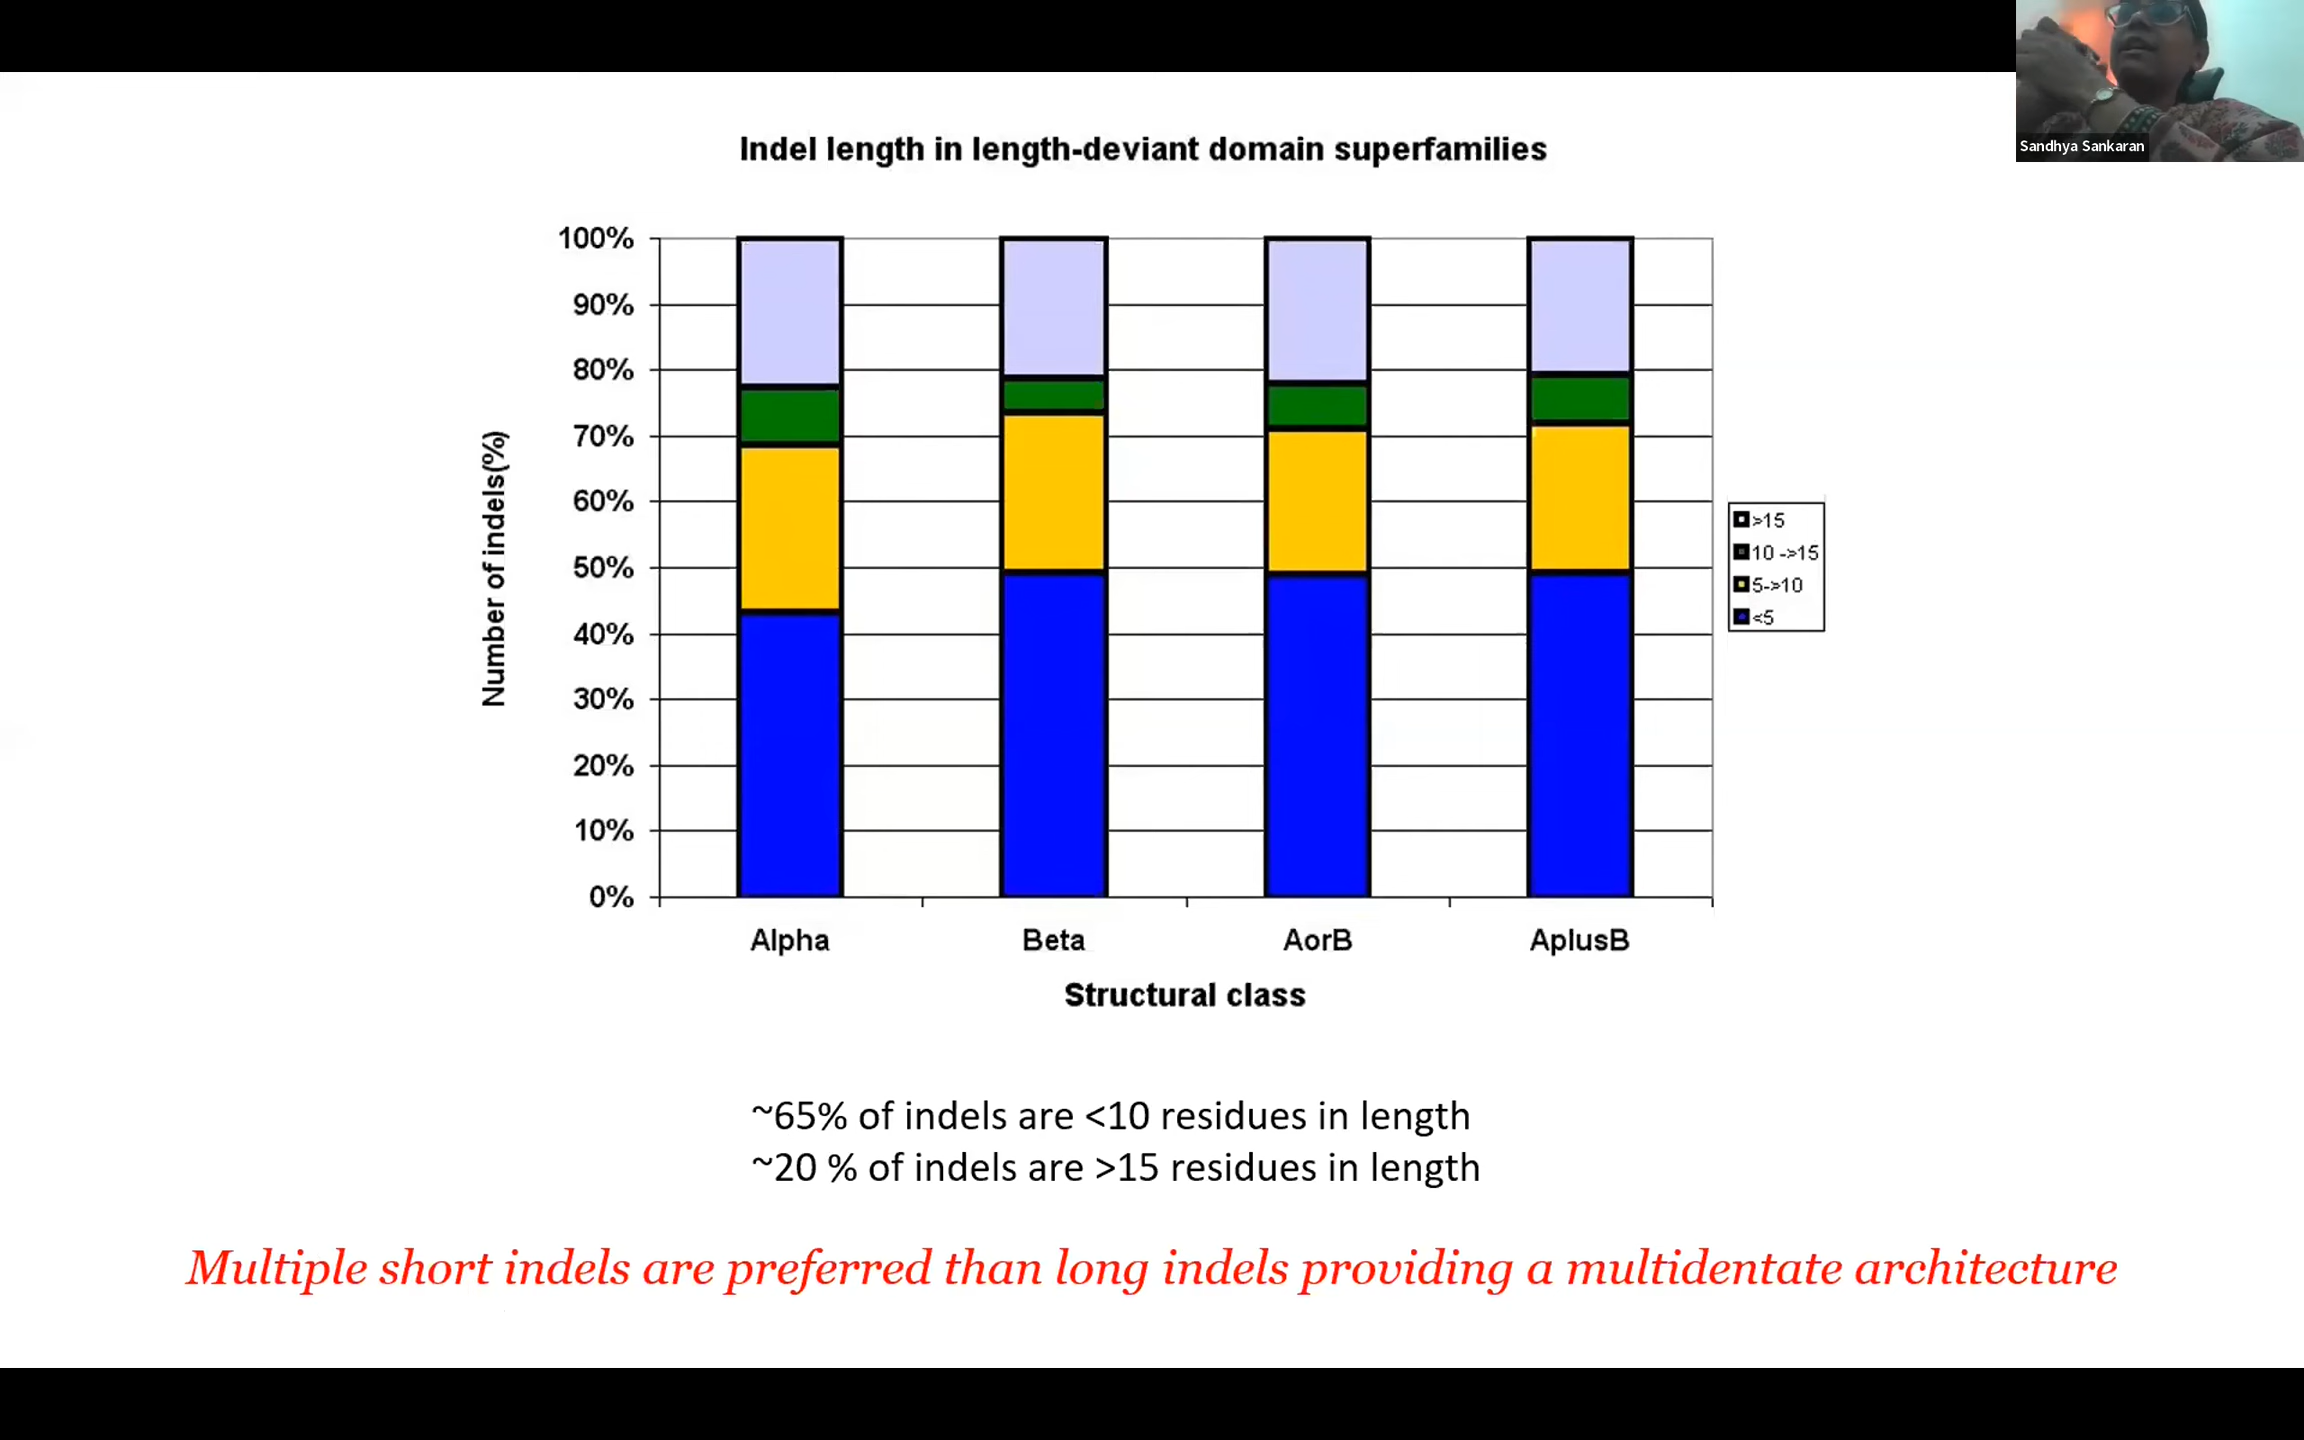 Sandhya Sankaran
Indel length in length-deviant domain superfamilies
100%
90%
80%
70%
60%
50%
40%
30%
20%
10%
0%
Number of indels(%)
>15
10 ->15
5->10
<5
Alpha Beta AorB AplusB
Structural class
~65% of indels are <10 residues in length
~20 % of indels are >15 residues in length
Multiple short indels are preferred than long indels providing a multidentate architecture